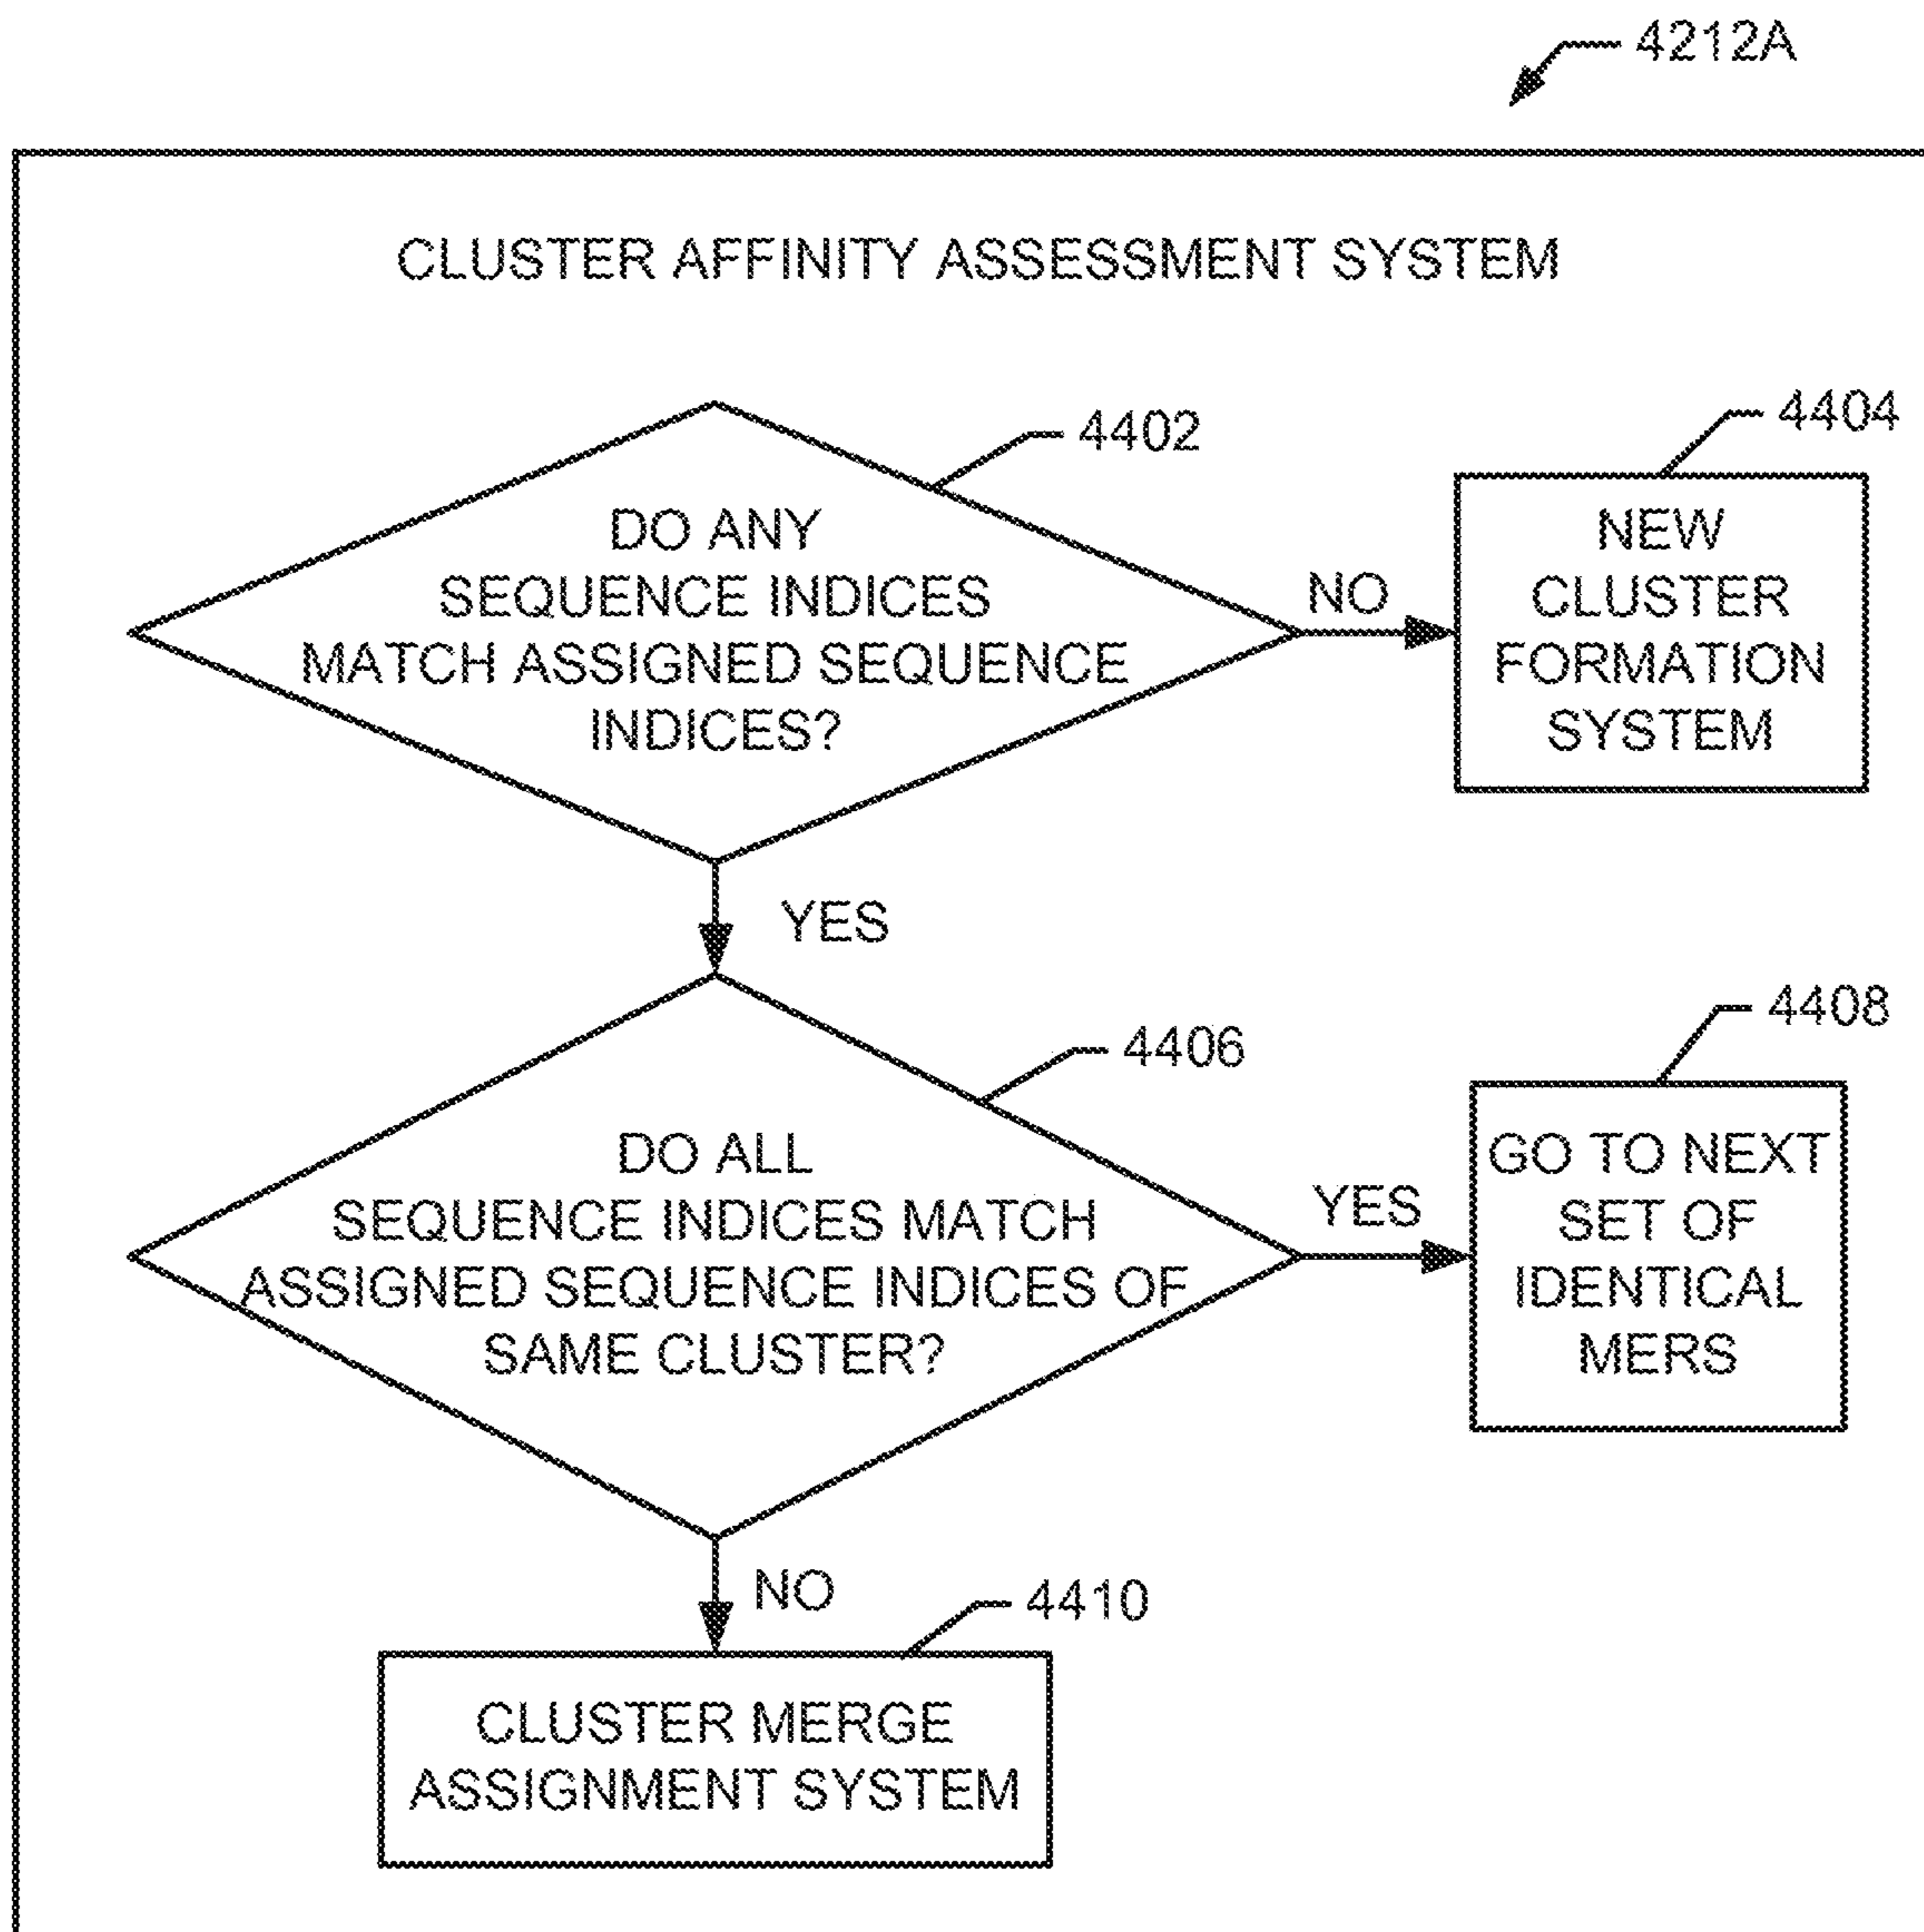 4212A
CLUSTER AFFINITY ASSESSMENT SYSTEM
4402
DO ANY
SEQUENCE INDICES
MATCH ASSIGNED SEQUENCE
INDICES?
NO
4404
NEW
CLUSTER
FORMATION
SYSTEM
YES
4406
DO ALL
SEQUENCE INDICES MATCH
ASSIGNED SEQUENCE INDICES OF
SAME CLUSTER?
YES
4408
GO TO NEXT
SET OF
IDENTICAL
MERS
NO
4410
CLUSTER MERGE
ASSIGNMENT SYSTEM